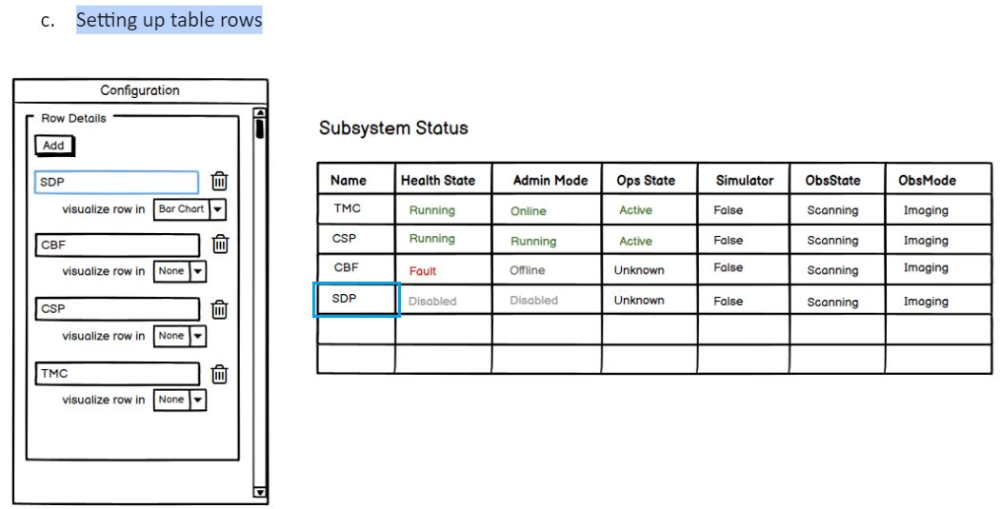 c. Setting up table rows
Configuration
Row Details
Add
SDP
visualize row in Bar Chart
CBF
visualize row in None
CSP
visualize row in None
TMC
visualize row in None
Subsystem Status
Name Health State Admin Mode Ops State Simulator ObsState ObsMode
TMC Running Online Active False Scanning Imaging
CSP Running Running Active False Scanning Imaging
CBF Fault Offline Unknown False Scanning Imaging
SDP Disabled Disabled Unknown False Scanning Imaging